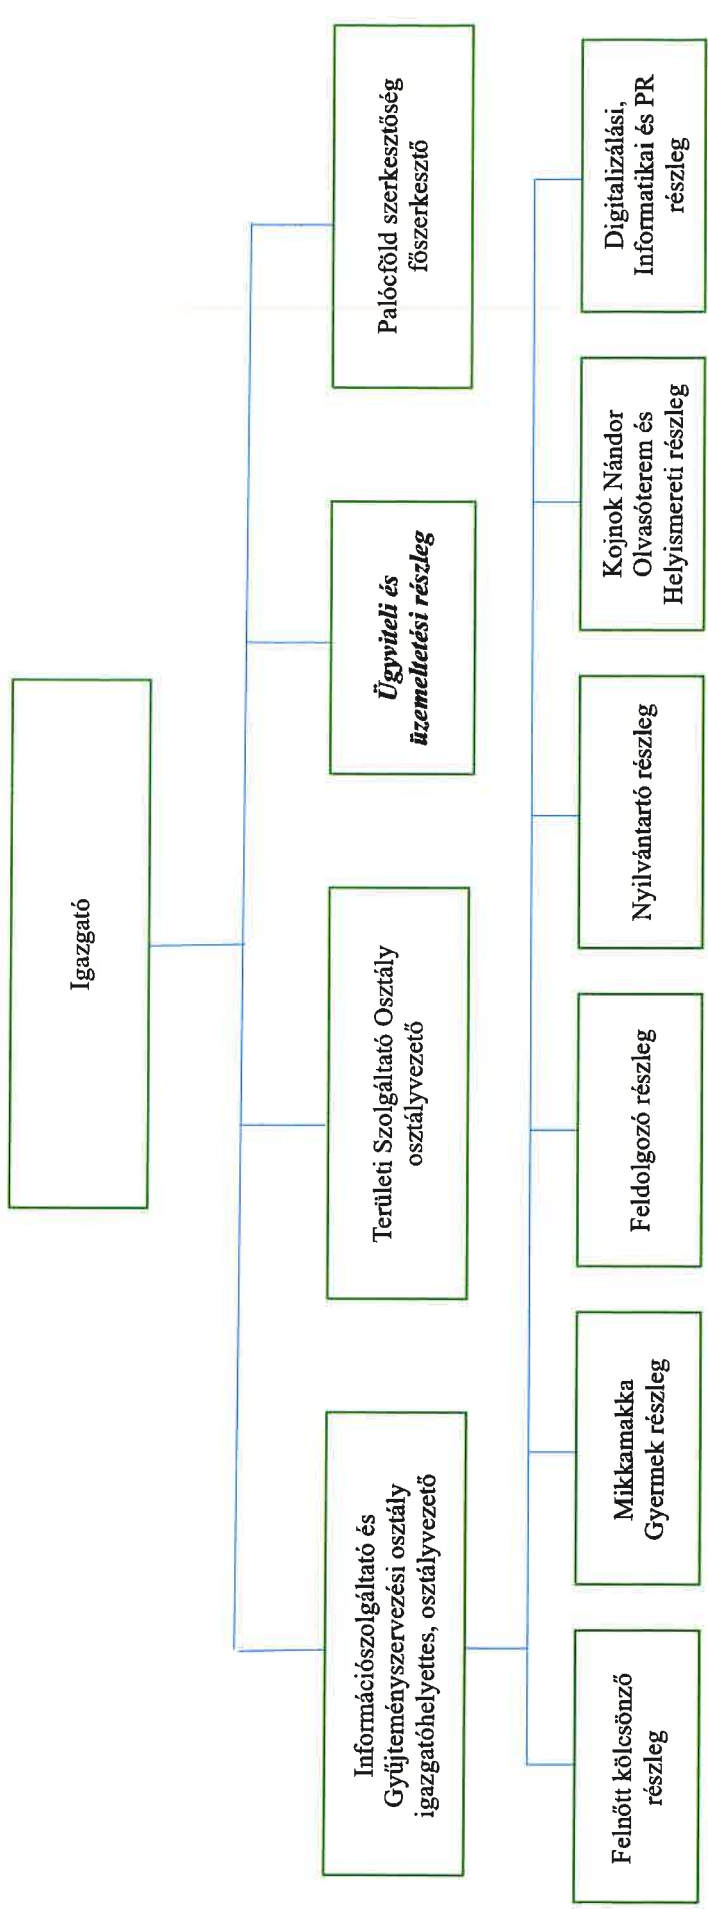 Igazgató
Információszolgáltató és
Gyűjteményszervezési osztály
igazgatóhelyettes, osztályvezető
Területi Szolgáltató Osztály
osztályvezető
Ügyviteli és
üzemeltetési részleg
Palócföld szerkesztőség
főszerkesztő
Felnőtt kölcsönző
részleg
Mikkamakka
Gyermek részleg
Feldolgozó részleg
Nyilvántartó részleg
Kojnok Nándor
Olvasóterem és
Helyismereti részleg
Digitalizálási,
Informatikai és PR
részleg